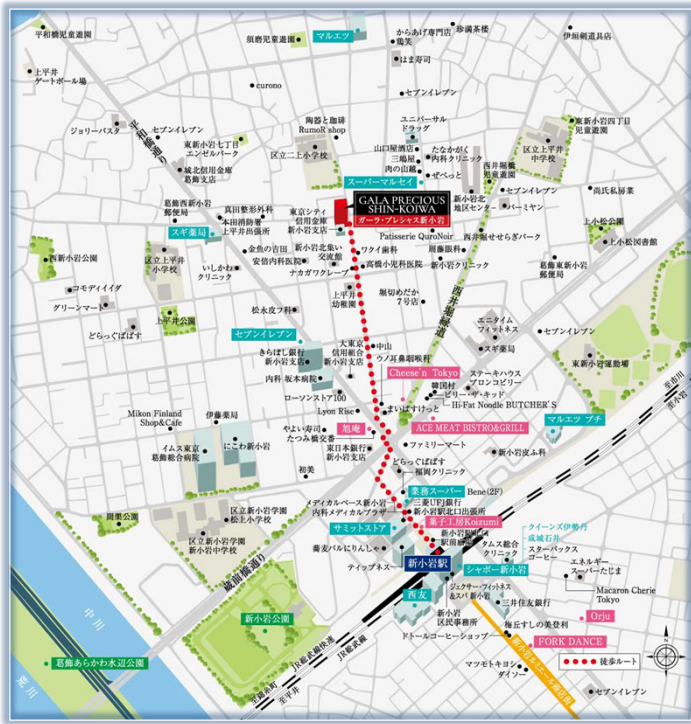 平和橋児童遊園
須磨児童遊園
マルエツ
からあげ専門店
鶏笑
珍満茶楼
伊垣剣道具店
はま寿司
上平井
ゲートボール場
curono
セブンイレブン
ジョリーパスタ
セブンイレブン
平和橋通り
東新小岩七丁目
エンゼルパーク
陶器と珈琲
RumoR shop
区立二上小学校
ユニバーサル
ドラッグ
山口屋酒店
三嶋屋
肉の山越
たなかがく
内科クリニック
ぜぺっと
西井堀橋
児童遊園
区立上平井
中学校
東新小岩四丁目
児童遊園
城北信用金庫
葛飾支店
スーパーマルセイ
GALA PRECIOUS
SHIN-KOIWA
ガーラ・プレシャス新小岩
新小岩北
地区センター
セブンイレブン
バーミヤン
尚氏私房菜
葛飾西新小岩
郵便局
真田整形外科
本田消防署
上平井出張所
東京シティ
信用金庫
新小岩支店
スギ薬局
Patisserie QuroNoir
西井堀せせらぎパーク
上小松公園
上小松図書館
金魚の吉田
安倍内科医院
新小岩北集い
交流館
ワタイ歯科
周藤眼科
西新小公園
区立上平井
小学校
いしかわ
クリニック
ナカガワクレープ
高橋小児科医院
新小岩クリニック
葛飾東新小岩
郵便局
コモディイイダ
グリーンマート
上平井
幼稚園
堀切めだか
7号店
西井堀緑道
どらっぐぱぱす
上平井公園
松永皮フ科
セブンイレブン
エニタイム
フィットネス
スギ薬局
セブンイレブン
大東京
信用組合
新小岩支店
中山
ウノ耳鼻咽喉科
きらぼし銀行
新小岩支店
内科 坂本病院
Cheese'n Tokyo
ステーキハウス
ブロンコビリー
東新小岩運動場
韓国村
ビリー・ザ・キッド
Hi-Fat Noodle BUTCHER'S
ローソンストア100
まいばすけっと
至市川
至小岩
Lyon Rise
ACE MEAT BISTRO&GRILL
マルエツ プチ
Mikon Finland
Shop&Cafe
伊藤薬局
やよい寿司
たつみ橋交番
旭庵
ファミリーマート
イムス東京
葛飾総合病院
にこわ新小岩
東日本銀行
新小岩支店
新小岩皮ふ科
初美
どらっぐぱぱす
福岡クリニック
業務スーパー
Bene(2F)
メディカルベース新小岩
内科メディカルプラザ
三菱UFJ銀行
新小岩駅北口出張所
周果公園
区立新小岩学園
松上小学校
サミットストア
菓子工房Koizumi
クイーンズ伊勢丹
成城石井
区立新小岩学園
新小岩中学校
蕎麦バルにりんしゃ
ティップネス
新小岩駅
タムス総合
クリニック
スターバックス
コーヒー
シャポー新小岩
エネルギー
スーパーたじま
蔵前橋通り
西友
ジェクサー・フィットネス
&スパ 新小岩
三井住友銀行
Macaron Cherie
Tokyo
中川
新小岩公園
新小岩
区民事務所
Orju
梅丘すしの美登利
ドトールコーヒーショップ
FORK DANCE
葛飾あらかわ水辺公園
JR総武線快速
JR総武線
新小岩ルミエール商店街
徒歩ルート
マツモトキヨシ
ダイソー
荒川
至錦糸町
至平井
セブンイレブン